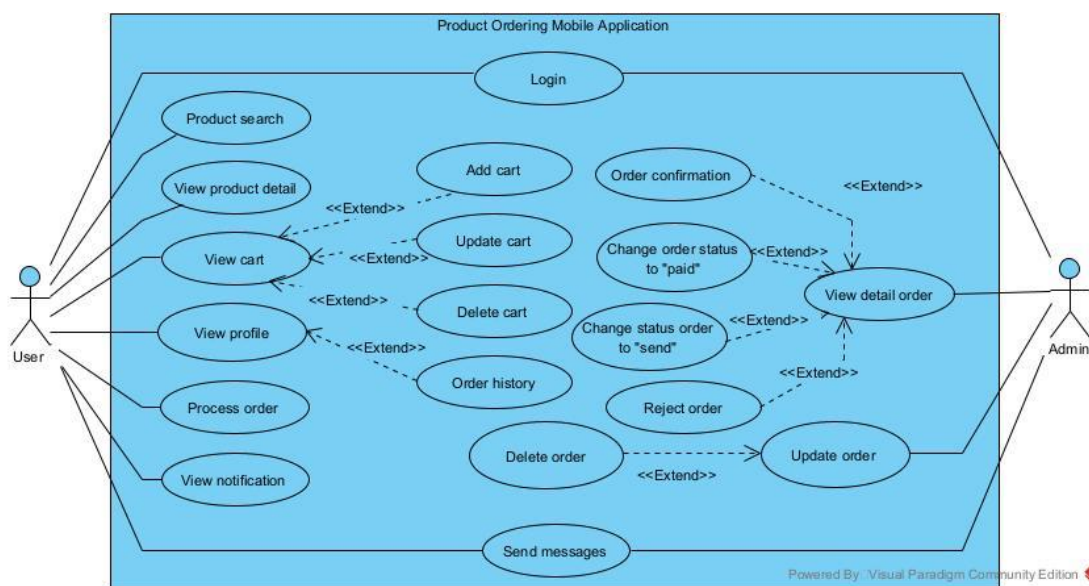 Product Ordering Mobile Application
Login
Product search
Add cart
Order confirmation
<<Extend>>
View product detail
<<Extend>>
Update cart
Change order status
to "paid"
<<Extend>>
View cart
<<Extend>>
View detail order
Delete cart
<<Extend>>
Change status order
to "send"
<<Extend>>
View profile
<<Extend>>
User
Admin
Order history
<<Extend>>
Process order
Reject order
Delete order
<<Extend>>
Update order
View notification
Send messages
Powered By: Visual Paradigm Community Edition